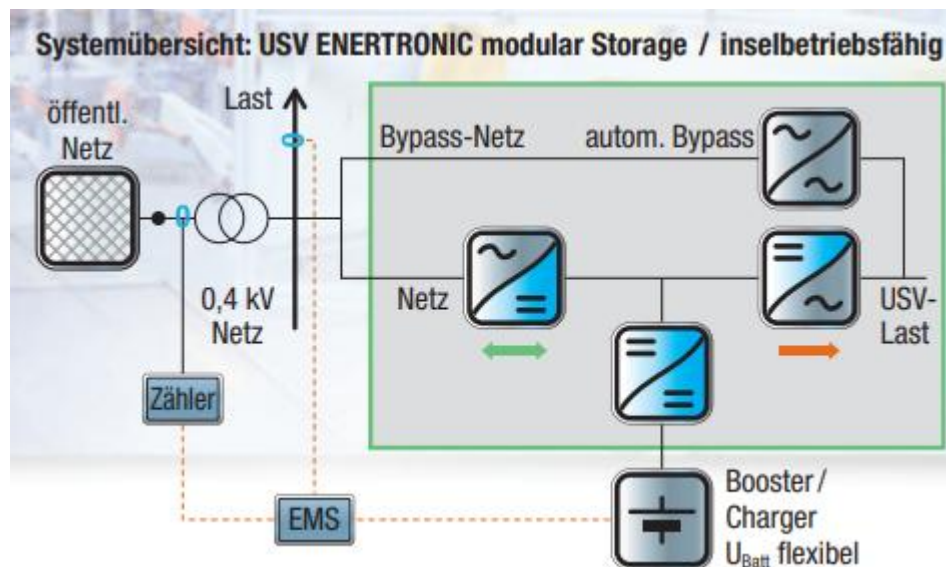 Systemübersicht: USV ENERTRONIC modular Storage / inselbetriebsfähig
öffentl.
Netz
Last
Bypass-Netz
autom. Bypass
0,4 kV
Netz
Netz
USV-
Last
Zähler
EMS
Booster /
Charger
UBatt flexibel